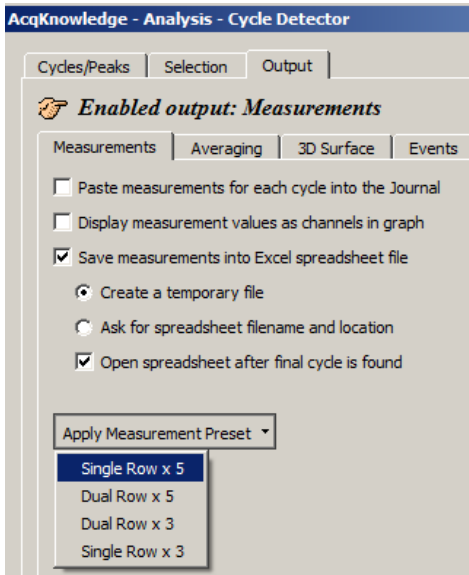 AcqKnowledge - Analysis - Cycle Detector
Cycles/Peaks Selection Output
Enabled output: Measurements
Measurements Averaging 3D Surface Events
Paste measurements for each cycle into the Journal
Display measurement values as channels in graph
Save measurements into Excel spreadsheet file
Create a temporary file
Ask for spreadsheet filename and location
Open spreadsheet after final cycle is found
Apply Measurement Preset
Single Row x 5
Dual Row x 5
Dual Row x 3
Single Row x 3